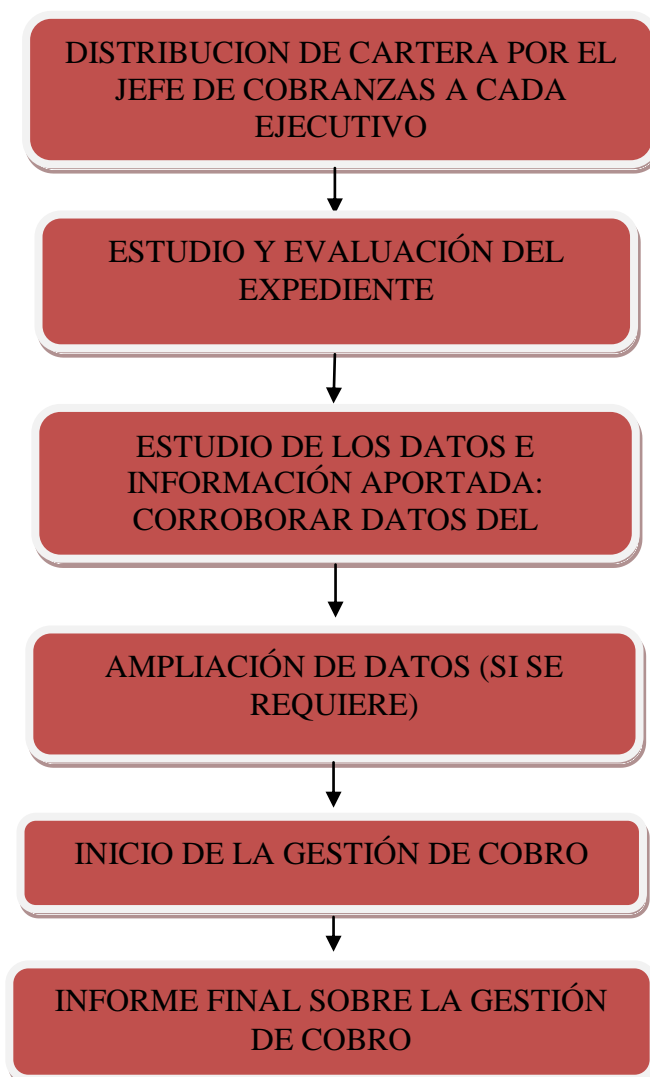 DISTRIBUCION DE CARTERA POR EL
JEFE DE COBRANZAS A CADA
EJECUTIVO
ESTUDIO Y EVALUACIÓN DEL
EXPEDIENTE
ESTUDIO DE LOS DATOS E
INFORMACIÓN APORTADA:
CORROBORAR DATOS DEL
AMPLIACIÓN DE DATOS (SI SE
REQUIERE)
INICIO DE LA GESTIÓN DE COBRO
INFORME FINAL SOBRE LA GESTIÓN
DE COBRO